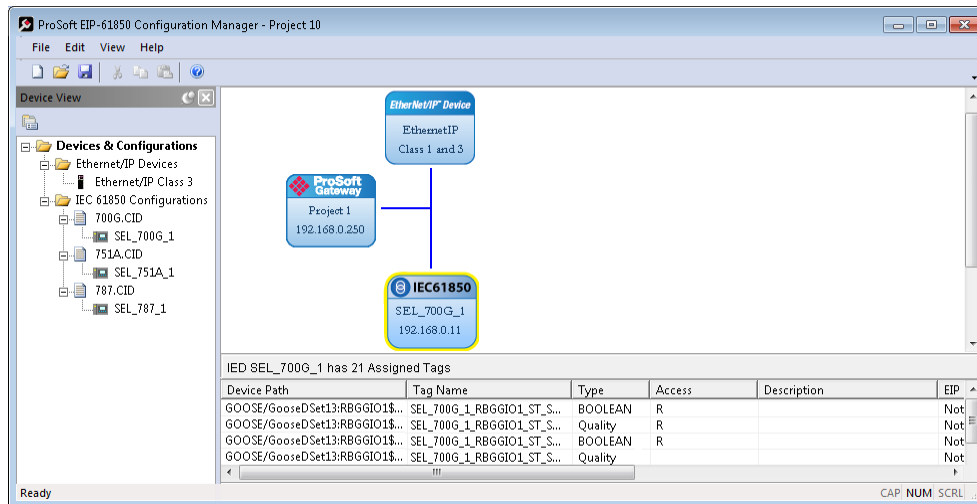 ProSoft EIP-61850 Configuration Manager - Project 10
File Edit View Help
Device View
Devices & Configurations
Ethernet/IP Devices
Ethernet/IP Class 3
IEC 61850 Configurations
700G.CID
SEL_700G_1
751A.CID
SEL_751A_1
787.CID
SEL_787_1
EtherNet/IP™ Device
EthernetIP
Class 1 and 3
ProSoft
Gateway
Project 1
192.168.0.250
IEC61850
SEL_700G_1
192.168.0.11
IED SEL_700G_1 has 21 Assigned Tags
Device Path Tag Name Type Access Description EIP
GOOSE/GooseDSet13:RBGGIO1$... SEL_700G_1_RBGGIO1_ST_S... BOOLEAN R Not
GOOSE/GooseDSet13:RBGGIO1$... SEL_700G_1_RBGGIO1_ST_S... Quality R Not
GOOSE/GooseDSet13:RBGGIO1$... SEL_700G_1_RBGGIO1_ST_S... BOOLEAN R Not
GOOSE/GooseDSet13:RBGGIO1$... SEL_700G_1_RBGGIO1_ST_S... Quality Not
Ready CAP NUM SCRL